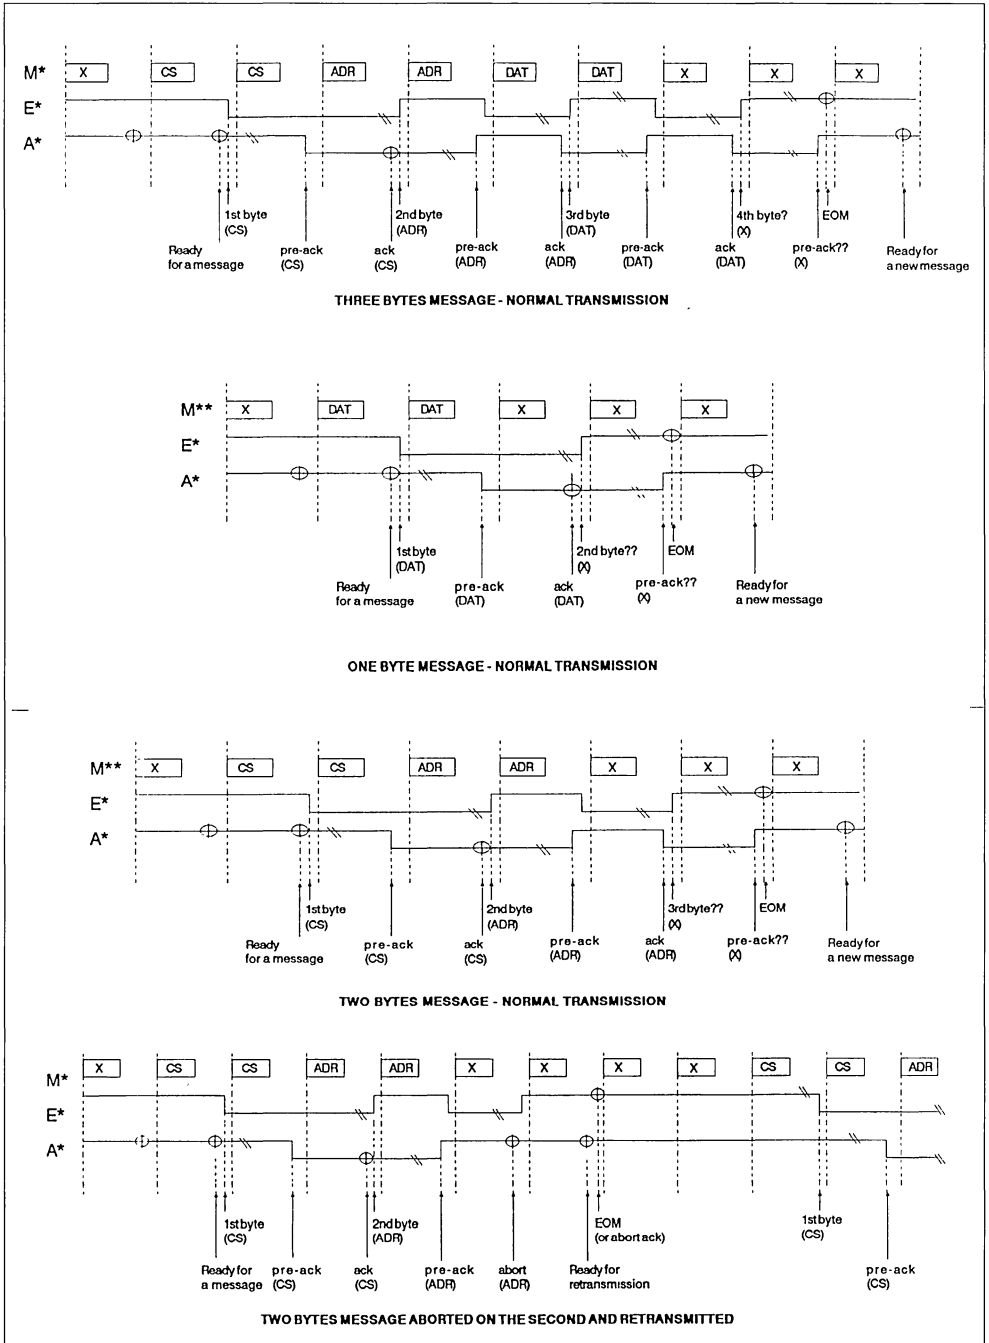 M* X CS CS ADR ADR DAT DAT X X X
E*
A*
1st byte (CS)
2nd byte (ADR)
3rd byte (DAT)
4th byte? (X)
EOM
Ready for a message
pre-ack (CS)
ack (CS)
pre-ack (ADR)
ack (ADR)
pre-ack (DAT)
ack (DAT)
pre-ack?? (X)
Ready for a new message
THREE BYTES MESSAGE - NORMAL TRANSMISSION
M** X DAT DAT X X X
E*
A*
1st byte (DAT)
2nd byte?? (X)
EOM
Ready for a message
pre-ack (DAT)
ack (DAT)
pre-ack?? (X)
Ready for a new message
ONE BYTE MESSAGE - NORMAL TRANSMISSION
M** X CS CS ADR ADR X X X
E*
A*
1st byte (CS)
2nd byte (ADR)
3rd byte?? (X)
EOM
Ready for a message
pre-ack (CS)
ack (CS)
pre-ack (ADR)
ack (ADR)
pre-ack?? (X)
Ready for a new message
TWO BYTES MESSAGE - NORMAL TRANSMISSION
M* X CS CS ADR ADR X X X X CS CS ADR
E*
A*
1st byte (CS)
2nd byte (ADR)
EOM (or abort ack)
1st byte (CS)
Ready for a message
pre-ack (CS)
ack (CS)
pre-ack (ADR)
abort (ADR)
Ready for retransmission
pre-ack (CS)
TWO BYTES MESSAGE ABORTED ON THE SECOND AND RETRANSMITTED